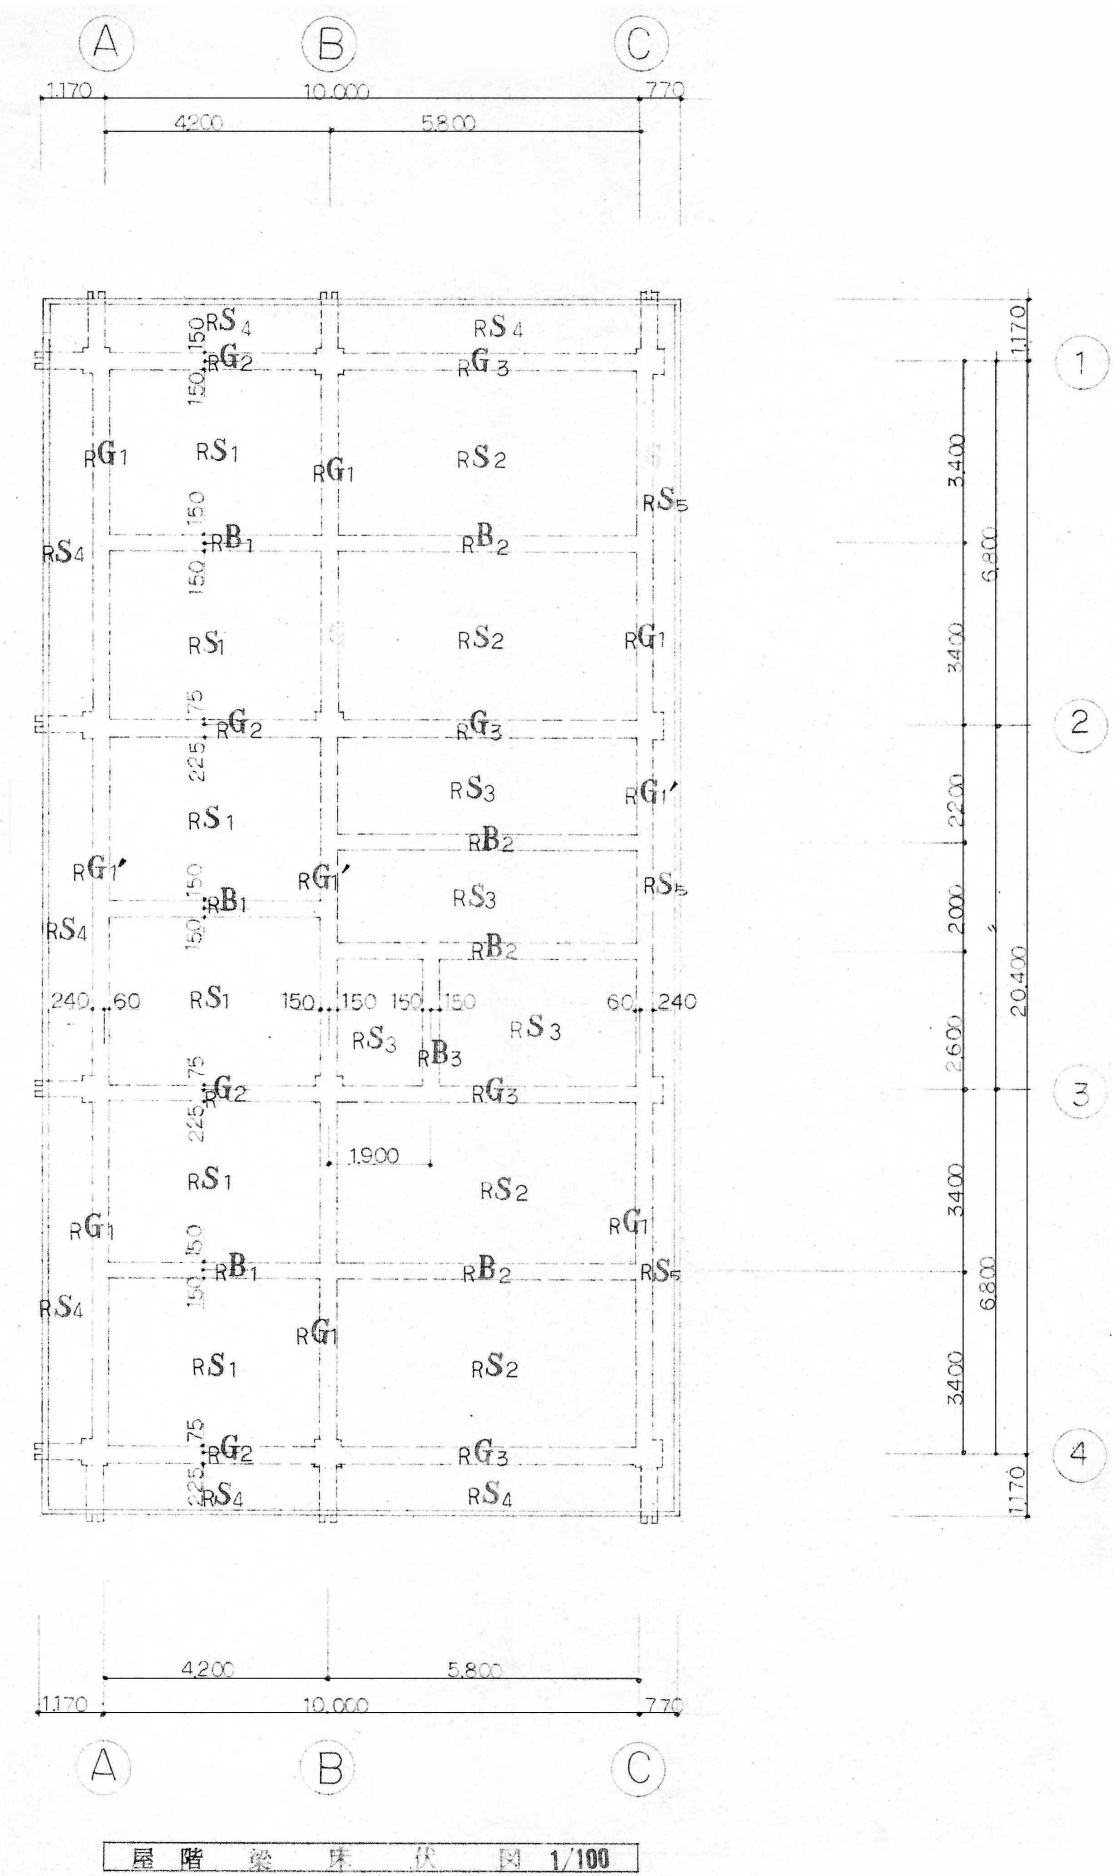 A B C
1.170 10.000 770
4.200 5.800
RS4 RS4
1.170
150
RG2 RG3
1
150
RG1 RS1 RG1 RS2
3.400
RS5
150
RB1 RB2
RS4
6.800
150
RS1 RS2 RG1
3.400
75
RG2 RG3
2
225
RS3 RG1′
2.200
RS1
RB2
RG1′ RG1′
150
RS3 RS5
RB1
2.000
150
RS4
RB2
240 60 RS1 150 150 150 150 60 240
20.400
RS3 RS3
RB3
2.600
75
RG2 RG3
3
225
1.900
RS1 RS2
3.400
RG1 RG1
150
RB1 RB2 RS5
6.800
150
RS4
RG1
RS1 RS2
3.400
75
RG2 RG3
4
225
RS4 RS4
1.170
4.200 5.800
1.170 10.000 770
A B C
屋階梁床伏図 1/100